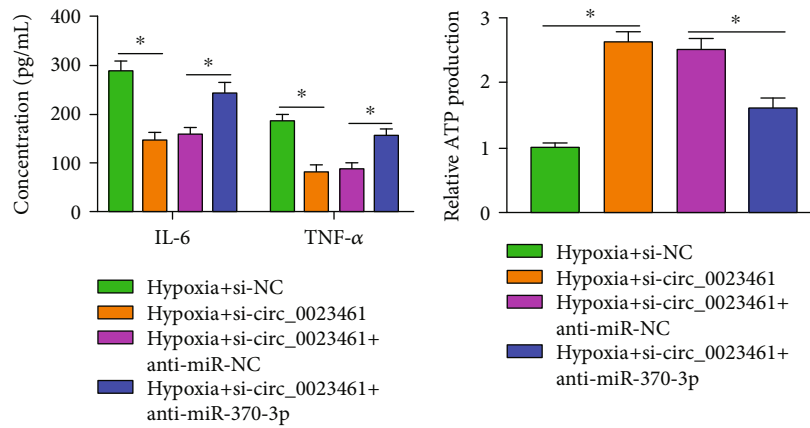 Concentration (pg/mL)
400
300
200
100
0
*
*
*
*
IL-6
TNF-α
Hypoxia+si-NC
Hypoxia+si-circ_0023461
Hypoxia+si-circ_0023461+
anti-miR-NC
Hypoxia+si-circ_0023461+
anti-miR-370-3p
Relative ATP production
3
2
1
0
*
*
Hypoxia+si-NC
Hypoxia+si-circ_0023461
Hypoxia+si-circ_0023461+
anti-miR-NC
Hypoxia+si-circ_0023461+
anti-miR-370-3p